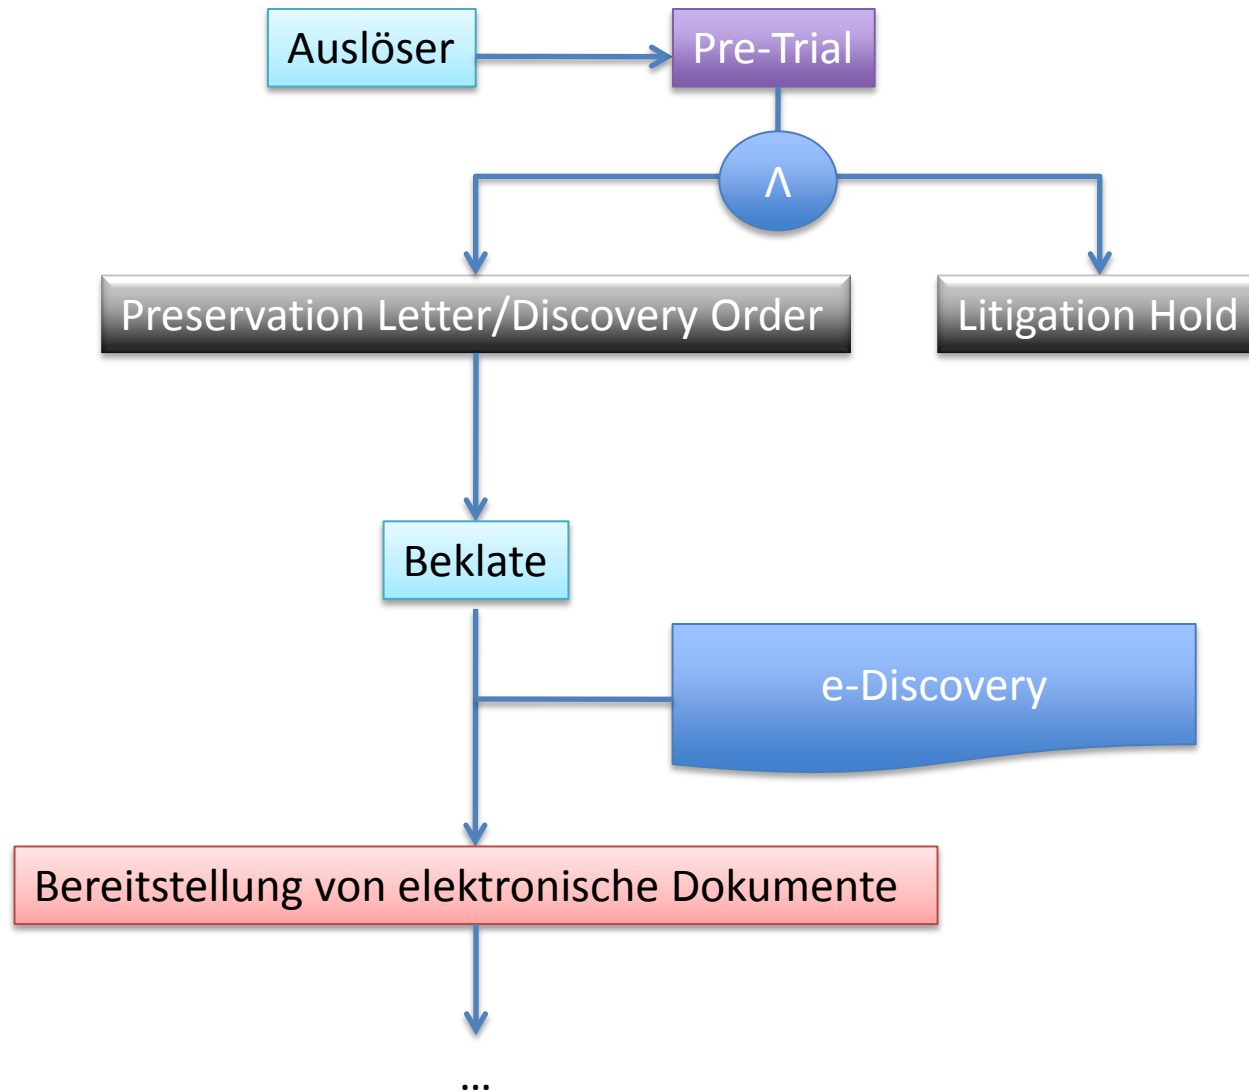 Auslöser
Pre-Trial
Λ
Preservation Letter/Discovery Order
Litigation Hold
Beklate
e-Discovery
Bereitstellung von elektronische Dokumente
...